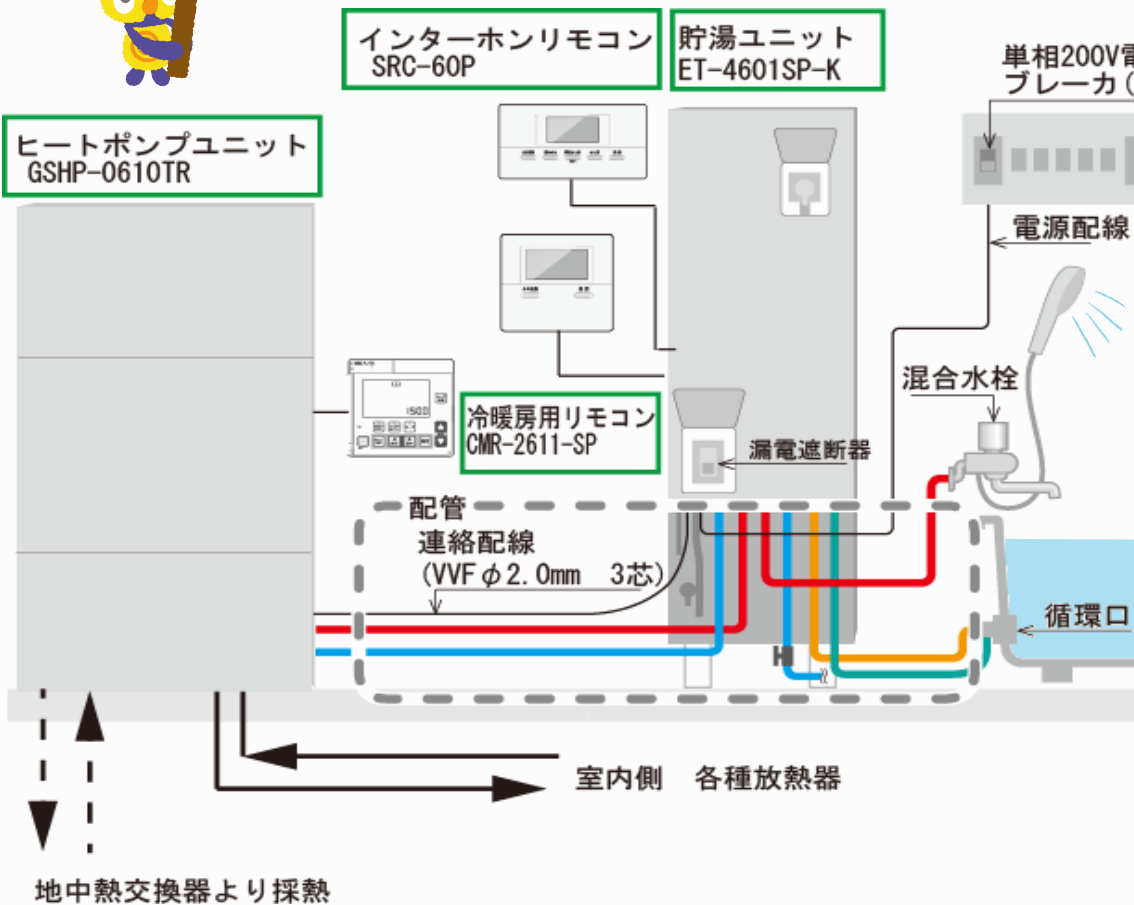 インターホンリモコン
SRC-60P
貯湯ユニット
ET-4601SP-K
単相200V電
ブレーカ(
ヒートポンプユニット
GSHP-0610TR
電源配線
混合水栓
1500
冷暖房用リモコン
CMR-2611-SP
漏電遮断器
配管
連絡配線
(VVFφ2.0mm 3芯)
循環口
室内側 各種放熱器
地中熱交換器より採熱